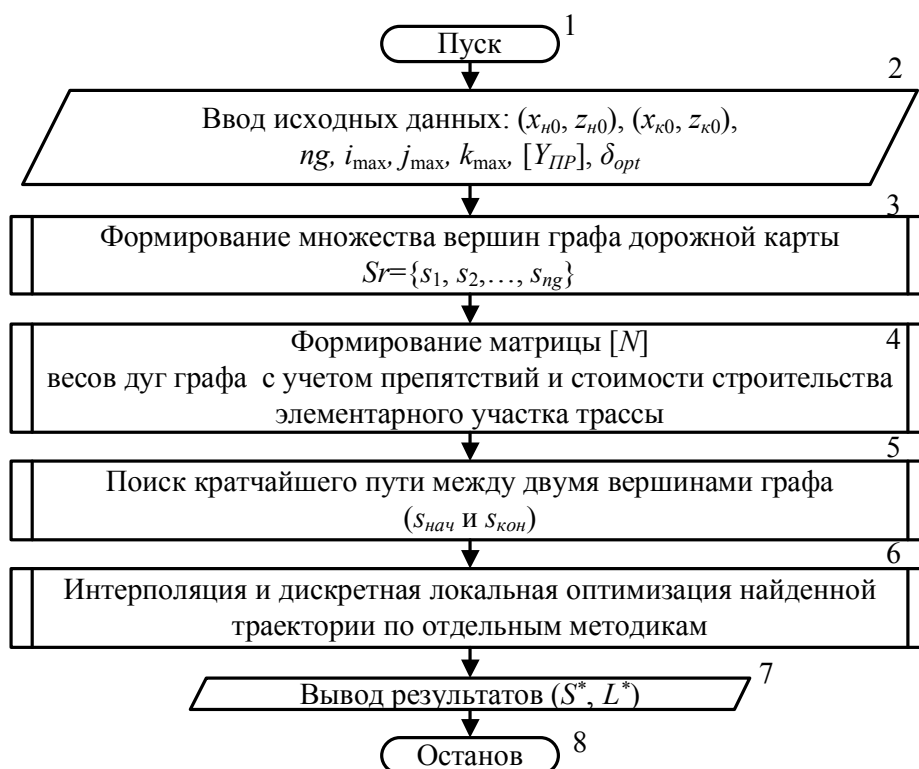 1
Пуск
2
Ввод исходных данных: (xн0, zн0), (xк0, zк0),
ng, imax, jmax, kmax, [YПР], δopt
3
Формирование множества вершин графа дорожной карты
Sr={s1, s2,…, sng}
4
Формирование матрицы [N]
весов дуг графа с учетом препятствий и стоимости строительства
элементарного участка трассы
5
Поиск кратчайшего пути между двумя вершинами графа
(sнач и sкон)
6
Интерполяция и дискретная локальная оптимизация найденной
траектории по отдельным методикам
7
Вывод результатов (S*, L*)
8
Останов